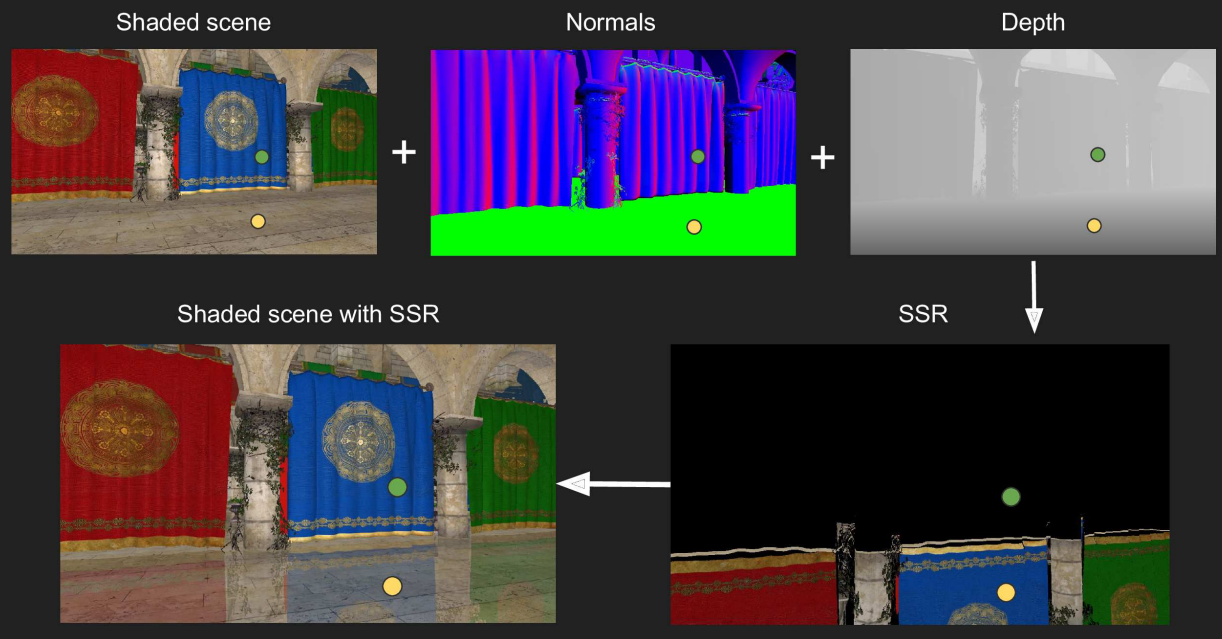 Shaded scene
Normals
Depth
+
+
Shaded scene with SSR
SSR